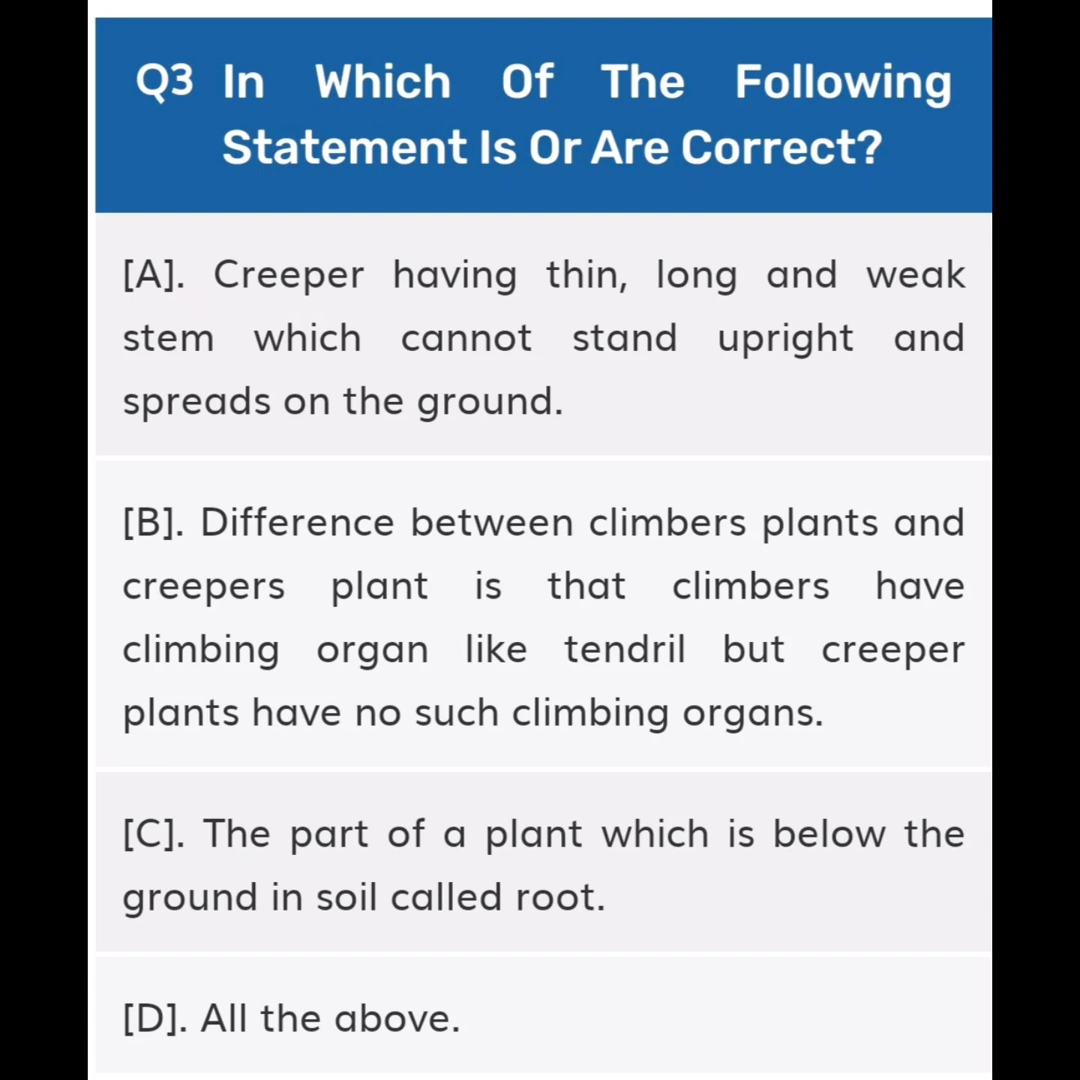 Q3 In Which Of The Following
Statement Is Or Are Correct?
[A]. Creeper having thin, long and weak
stem which cannot stand upright and
spreads on the ground.
[B]. Difference between climbers plants and
creepers plant is that climbers have
climbing organ like tendril but creeper
plants have no such climbing organs.
[C]. The part of a plant which is below the
ground in soil called root.
[D]. All the above.